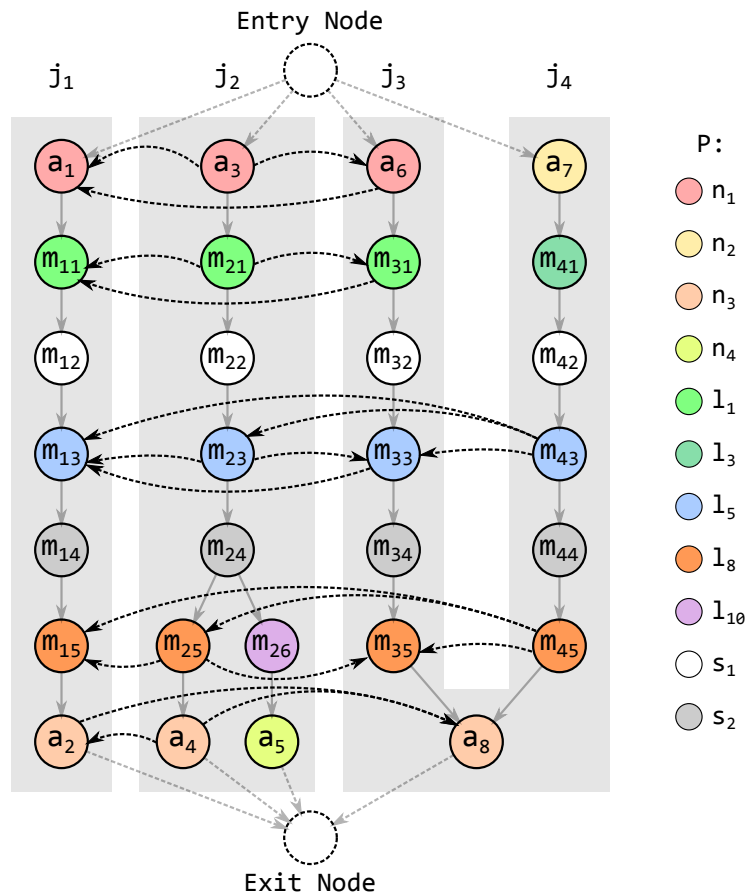 Entry Node
j₁ j₂ j₃ j₄
P:
a₁ a₃ a₆ a₇
n₁
n₂
m₁₁ m₂₁ m₃₁ m₄₁
n₃
m₁₂ m₂₂ m₃₂ m₄₂
n₄
l₁
m₁₃ m₂₃ m₃₃ m₄₃
l₃
l₅
m₁₄ m₂₄ m₃₄ m₄₄
l₈
m₁₅ m₂₅ m₂₆ m₃₅ m₄₅
l₁₀
s₁
a₂ a₄ a₅ a₈
s₂
Exit Node